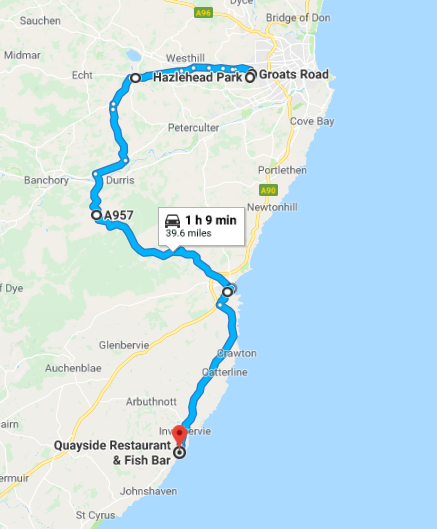 Dyce
Sauchen
A96
Bridge of Don
Midmar
Westhill
Echt
Hazlehead Park
Groats Road
Peterculter
Cove Bay
Portlethen
Banchory
Durris
A90
A957
Newtonhill
1 h 9 min
39.6 miles
of Dye
Glenbervie
Crawton
Catterline
Auchenblae
Arbuthnott
Quayside Restaurant
& Fish Bar
Johnshaven
St Cyrus